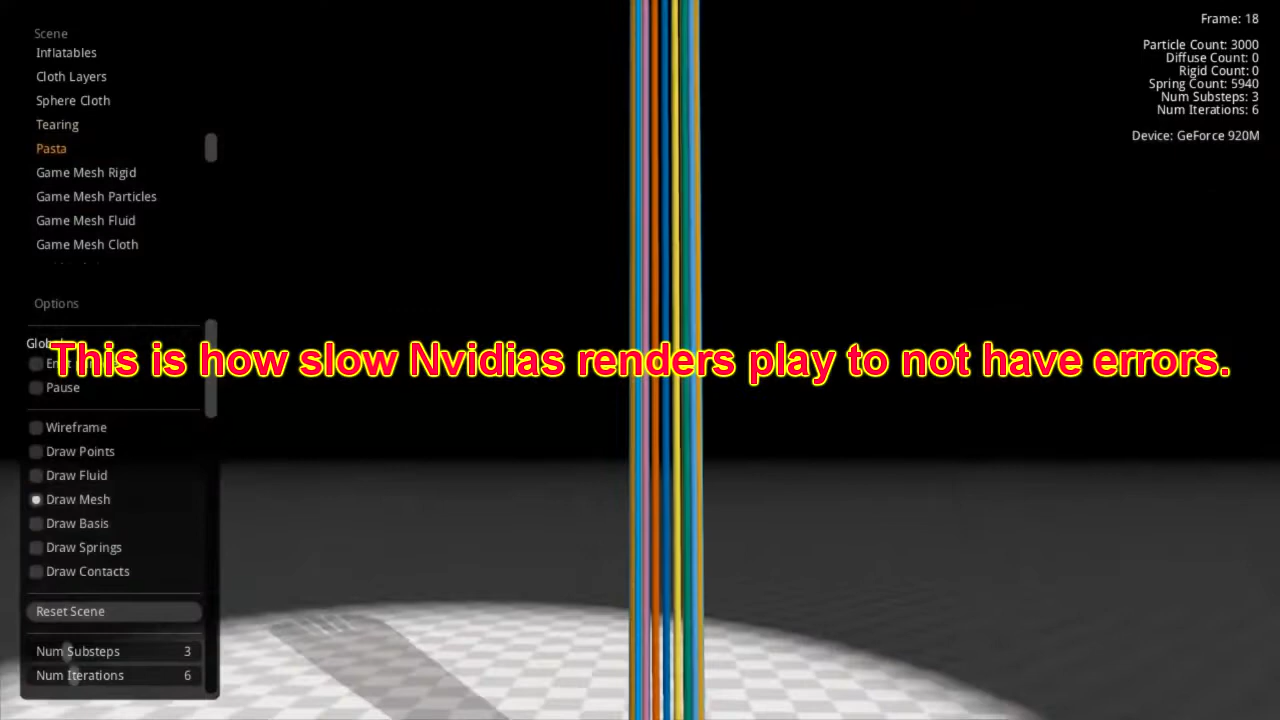 Scene
Inflatables
Cloth Layers
Sphere Cloth
Tearing
Pasta
Game Mesh Rigid
Game Mesh Particles
Game Mesh Fluid
Game Mesh Cloth
Frame: 18
Particle Count: 3000
Diffuse Count: 0
Rigid Count: 0
Spring Count: 5940
Num Substeps: 3
Num Iterations: 6
Device: GeForce 920M
Options
This is how slow Nvidias renders play to not have errors.
Pause
Wireframe
Draw Points
Draw Fluid
Draw Mesh
Draw Basis
Draw Springs
Draw Contacts
Reset Scene
Num Substeps 3
Num Iterations 6